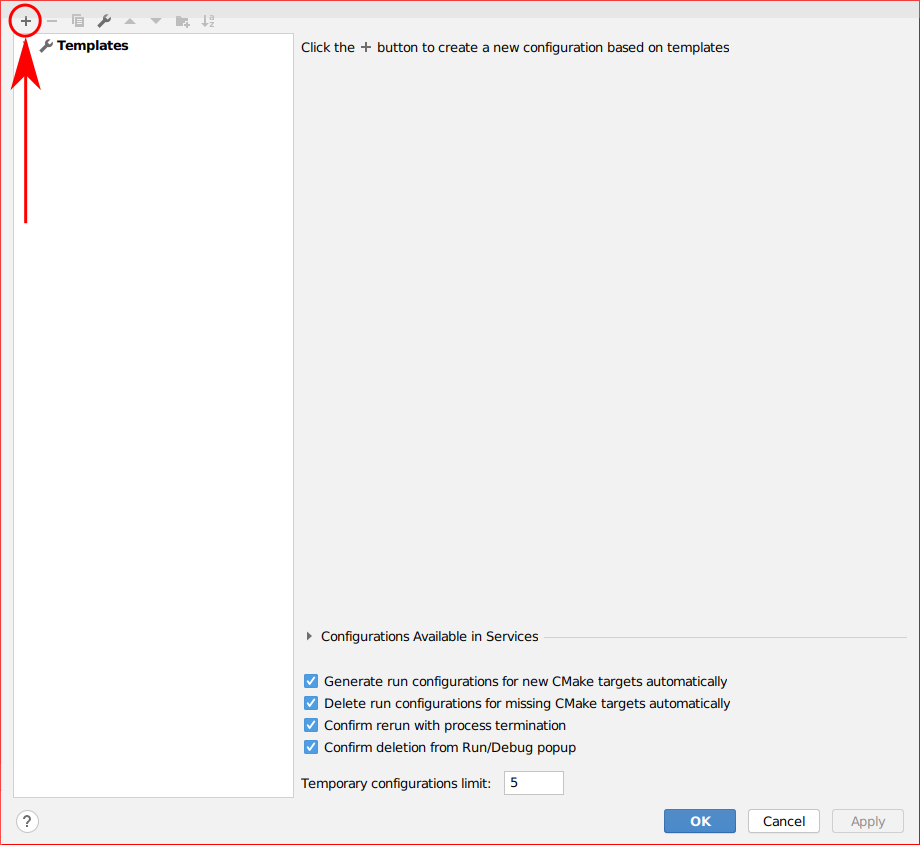 Templates
Click the + button to create a new configuration based on templates
Configurations Available in Services
Generate run configurations for new CMake targets automatically
Delete run configurations for missing CMake targets automatically
Confirm rerun with process termination
Confirm deletion from Run/Debug popup
Temporary configurations limit: 5
? OK Cancel Apply